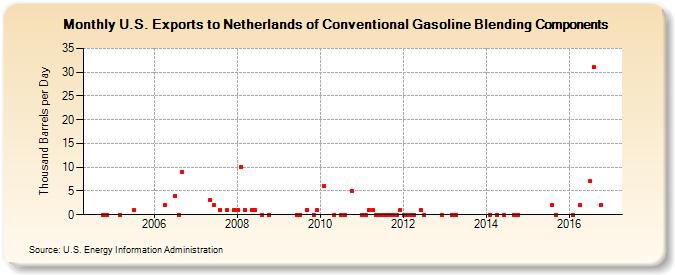 Monthly U.S. Exports to Netherlands of Conventional Gasoline Blending Components
Thousand Barrels per Day
35
30
25
20
15
10
5
0
2006 2008 2010 2012 2014 2016
Source: U.S. Energy Information Administration